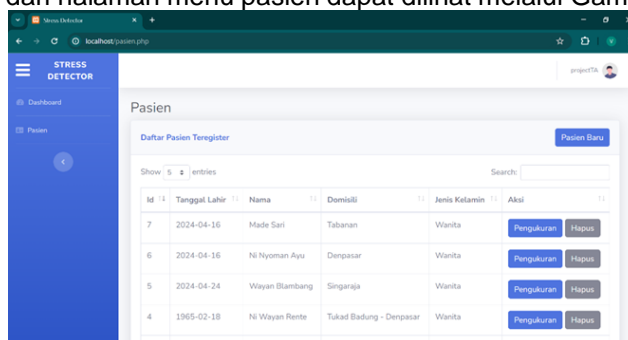 dan halaman menu pasien dapat dilihat melalui Gam
Stress Detector
localhost/pasien.php
STRESS
DETECTOR
projectTA
Dashboard
Pasien
Pasien
Daftar Pasien Teregister
Pasien Baru
Show 5 entries
Search:
Id Tanggal Lahir Nama Domisili Jenis Kelamin Aksi
7 2024-04-16 Made Sari Tabanan Wanita Pengukuran Hapus
6 2024-04-16 Ni Nyoman Ayu Denpasar Wanita Pengukuran Hapus
5 2024-04-24 Wayan Blambang Singaraja Wanita Pengukuran Hapus
4 1965-02-18 Ni Wayan Rente Tukad Badung - Denpasar Wanita Pengukuran Hapus